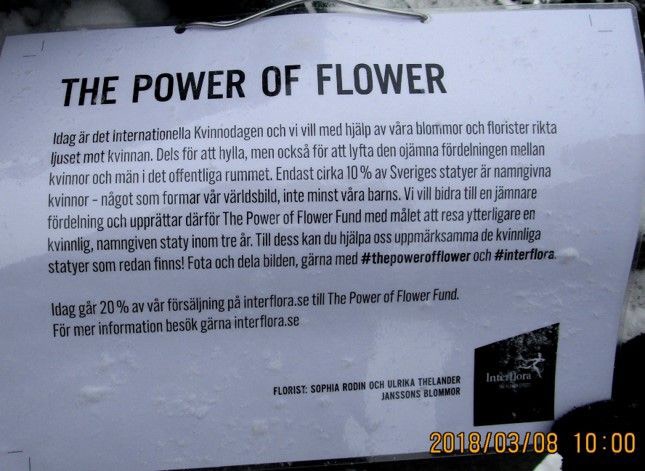 THE POWER OF FLOWER
Idag är det internationella Kvinnodagen och vi vill med hjälp av våra blommor och florister rikta
ljuset mot kvinnan. Dels för att hylla, men också för att lyfta den ojämna fördelningen mellan
kvinnor och män i det offentliga rummet. Endast cirka 10 % av Sveriges statyer är namngivna
kvinnor – något som formar vår världsbild, inte minst våra barns. Vi vill bidra till en jämnare
fördelning och upprättar därför The Power of Flower Fund med målet att resa ytterligare en
kvinnlig, namngiven staty inom tre år. Till dess kan du hjälpa oss uppmärksamma de kvinnliga
statyer som redan finns! Fota och dela bilden, gärna med #thepowerofflower och #interflora.
Idag går 20 % av vår försäljning på interflora.se till The Power of Flower Fund.
För mer information besök gärna interflora.se
FLORIST: SOPHIA RODIN OCH ULRIKA THELANDER
JANSSONS BLOMMOR
Interflora
2018/03/08 10:00